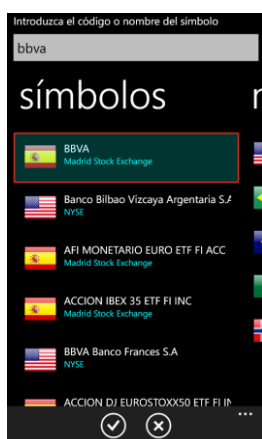 Introduzca el código o nombre del símbolo
bbva
símbolos
BBVA
Madrid Stock Exchange
Banco Bilbao Vizcaya Argentaria S.A
NYSE
AFI MONETARIO EURO ETF FI ACC
Madrid Stock Exchange
ACCION IBEX 35 ETF FI INC
Madrid Stock Exchange
BBVA Banco Frances S.A
NYSE
ACCION DJ EUROSTOXX50 ETF FI IN